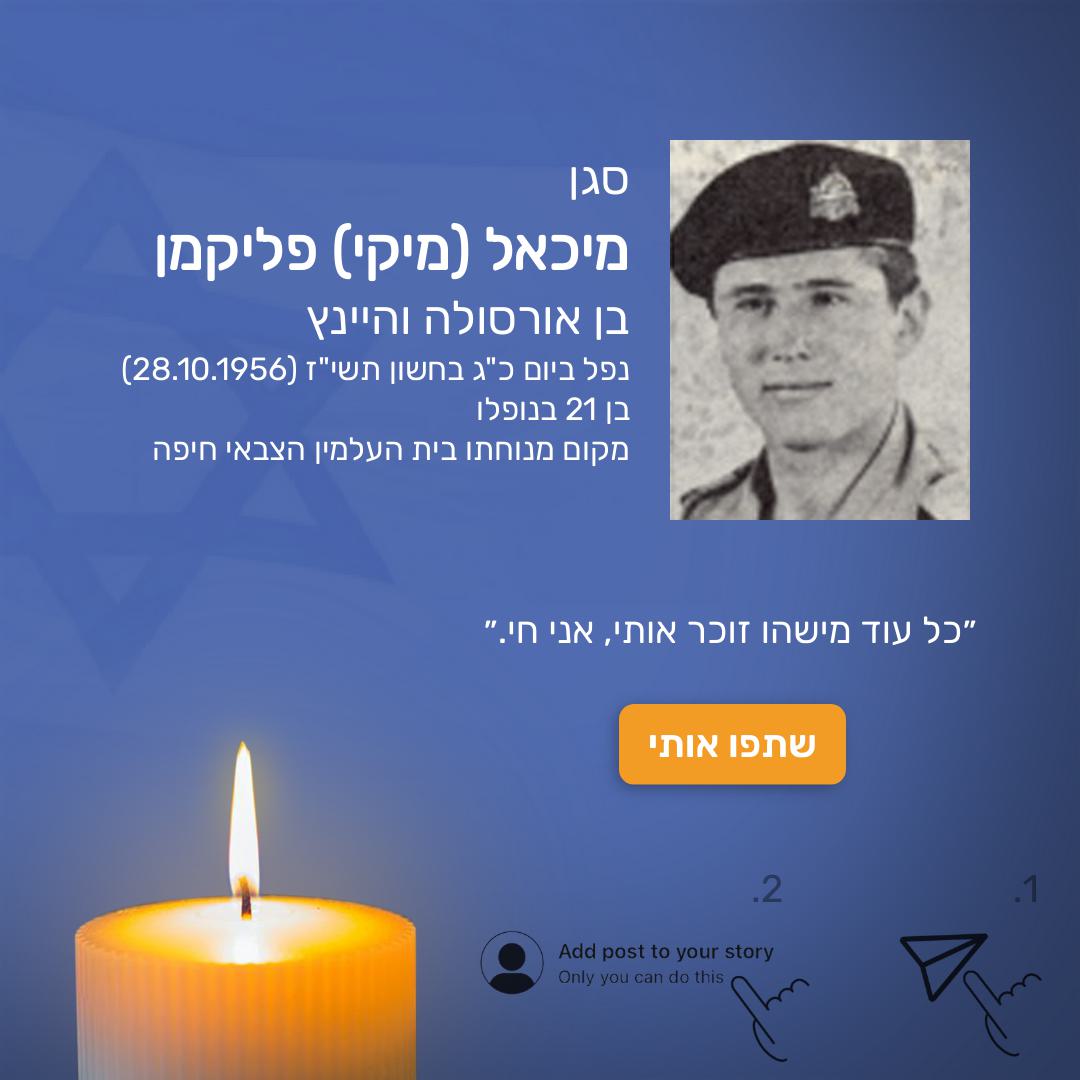 סגן
מיכאל (מיקי) פליקמן
בן אורסולה והיינץ
נפל ביום כ"ג בחשון תשי"ז (28.10.1956)
בן 21 בנופלו
מקום מנוחתו בית העלמין הצבאי חיפה
״כל עוד מישהו זוכר אותי, אני חי.״
שתפו אותי
.1
.2
Add post to your story
Only you can do this